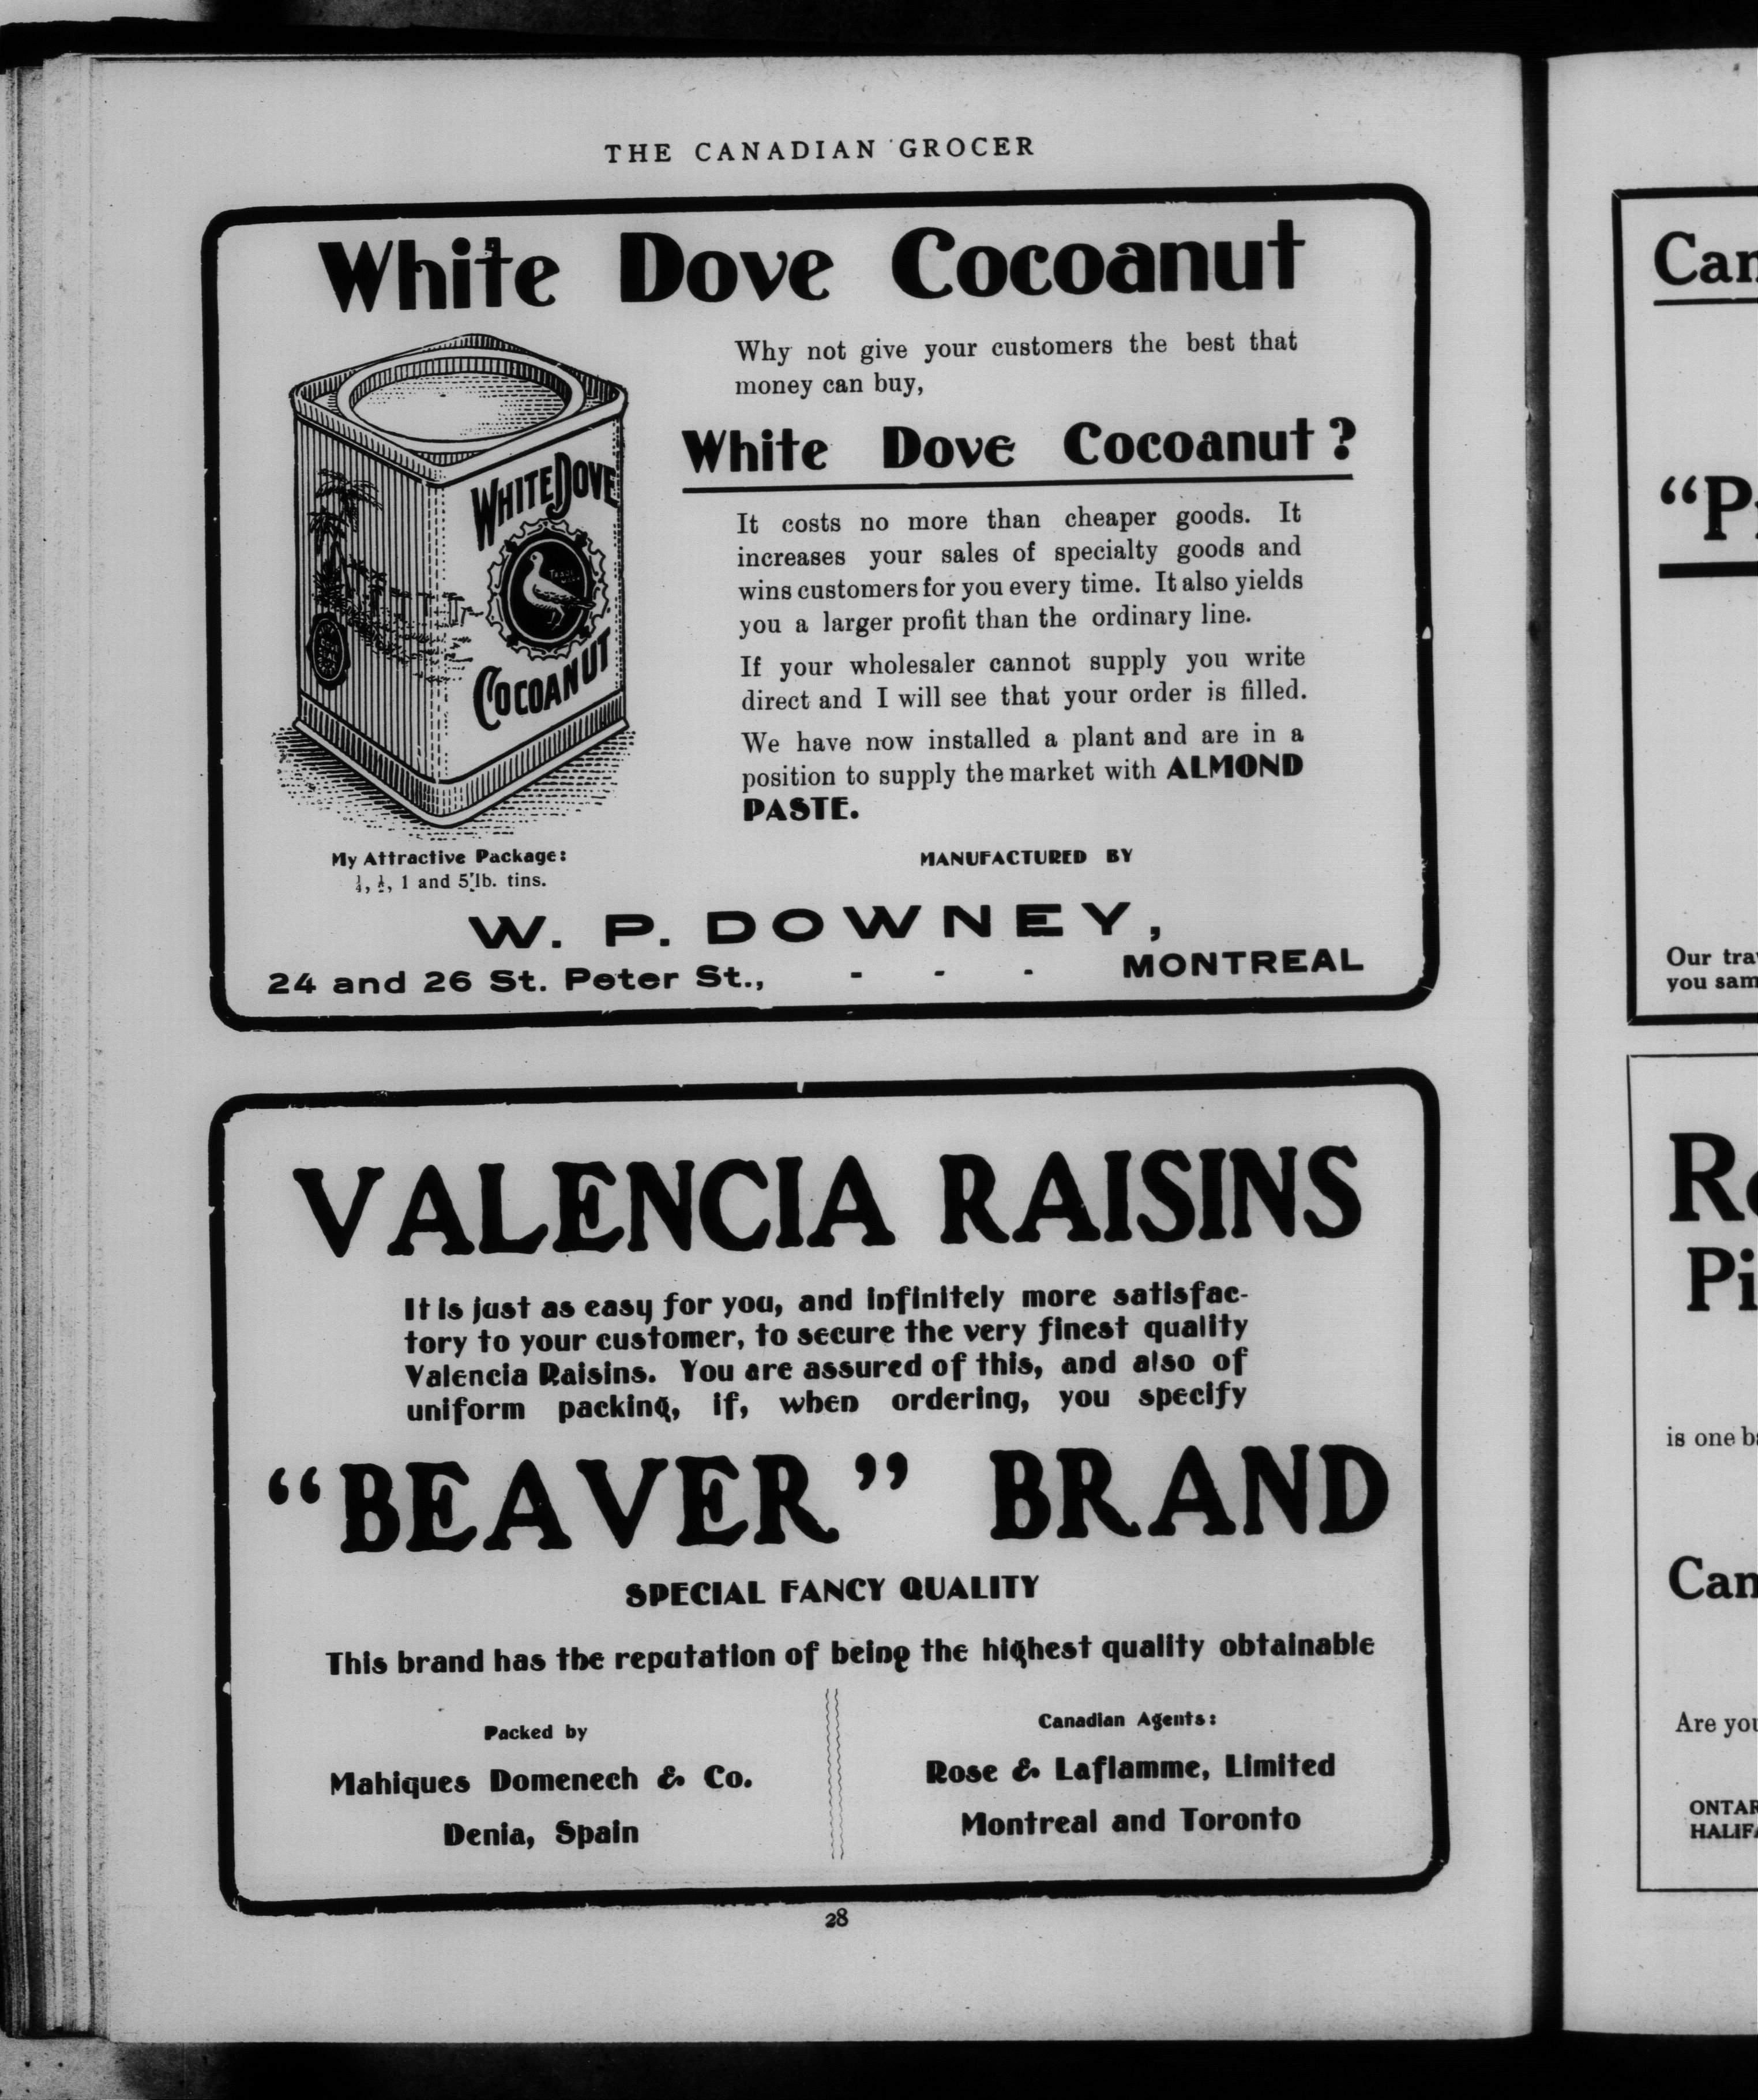 THE CANADIAN GROCER
White Dove Cocoanut
Why not give your customers the best that
money can buy,
White Dove Cocoanut?
It costs no more than cheaper goods. It
increases your sales of specialty goods and
wins customers for you every time. It also yields
you a larger profit than the ordinary line.
If your wholesaler cannot supply you write
direct and I will see that your order is filled.
We have now installed a plant and are in a
position to supply the market with ALMOND
PASTE.
WHITE DOVE
TRADE
COCOANUT
My Attractive Package:
¼, ½, 1 and 5 lb. tins.
MANUFACTURED BY
W. P. DOWNEY,
24 and 26 St. Peter St., - - - MONTREAL
VALENCIA RAISINS
It is just as easy for you, and infinitely more satisfac-
tory to your customer, to secure the very finest quality
Valencia Raisins. You are assured of this, and also of
uniform packing, if, when ordering, you specify
"BEAVER" BRAND
SPECIAL FANCY QUALITY
This brand has the reputation of being the highest quality obtainable
Packed by
Mahiques Domenech & Co.
Denia, Spain
Canadian Agents:
Rose & Laflamme, Limited
Montreal and Toronto
28
Can
"P
Our tra
you sam
R
Pi
is one b
Can
Are you
ONTAR
HALIF